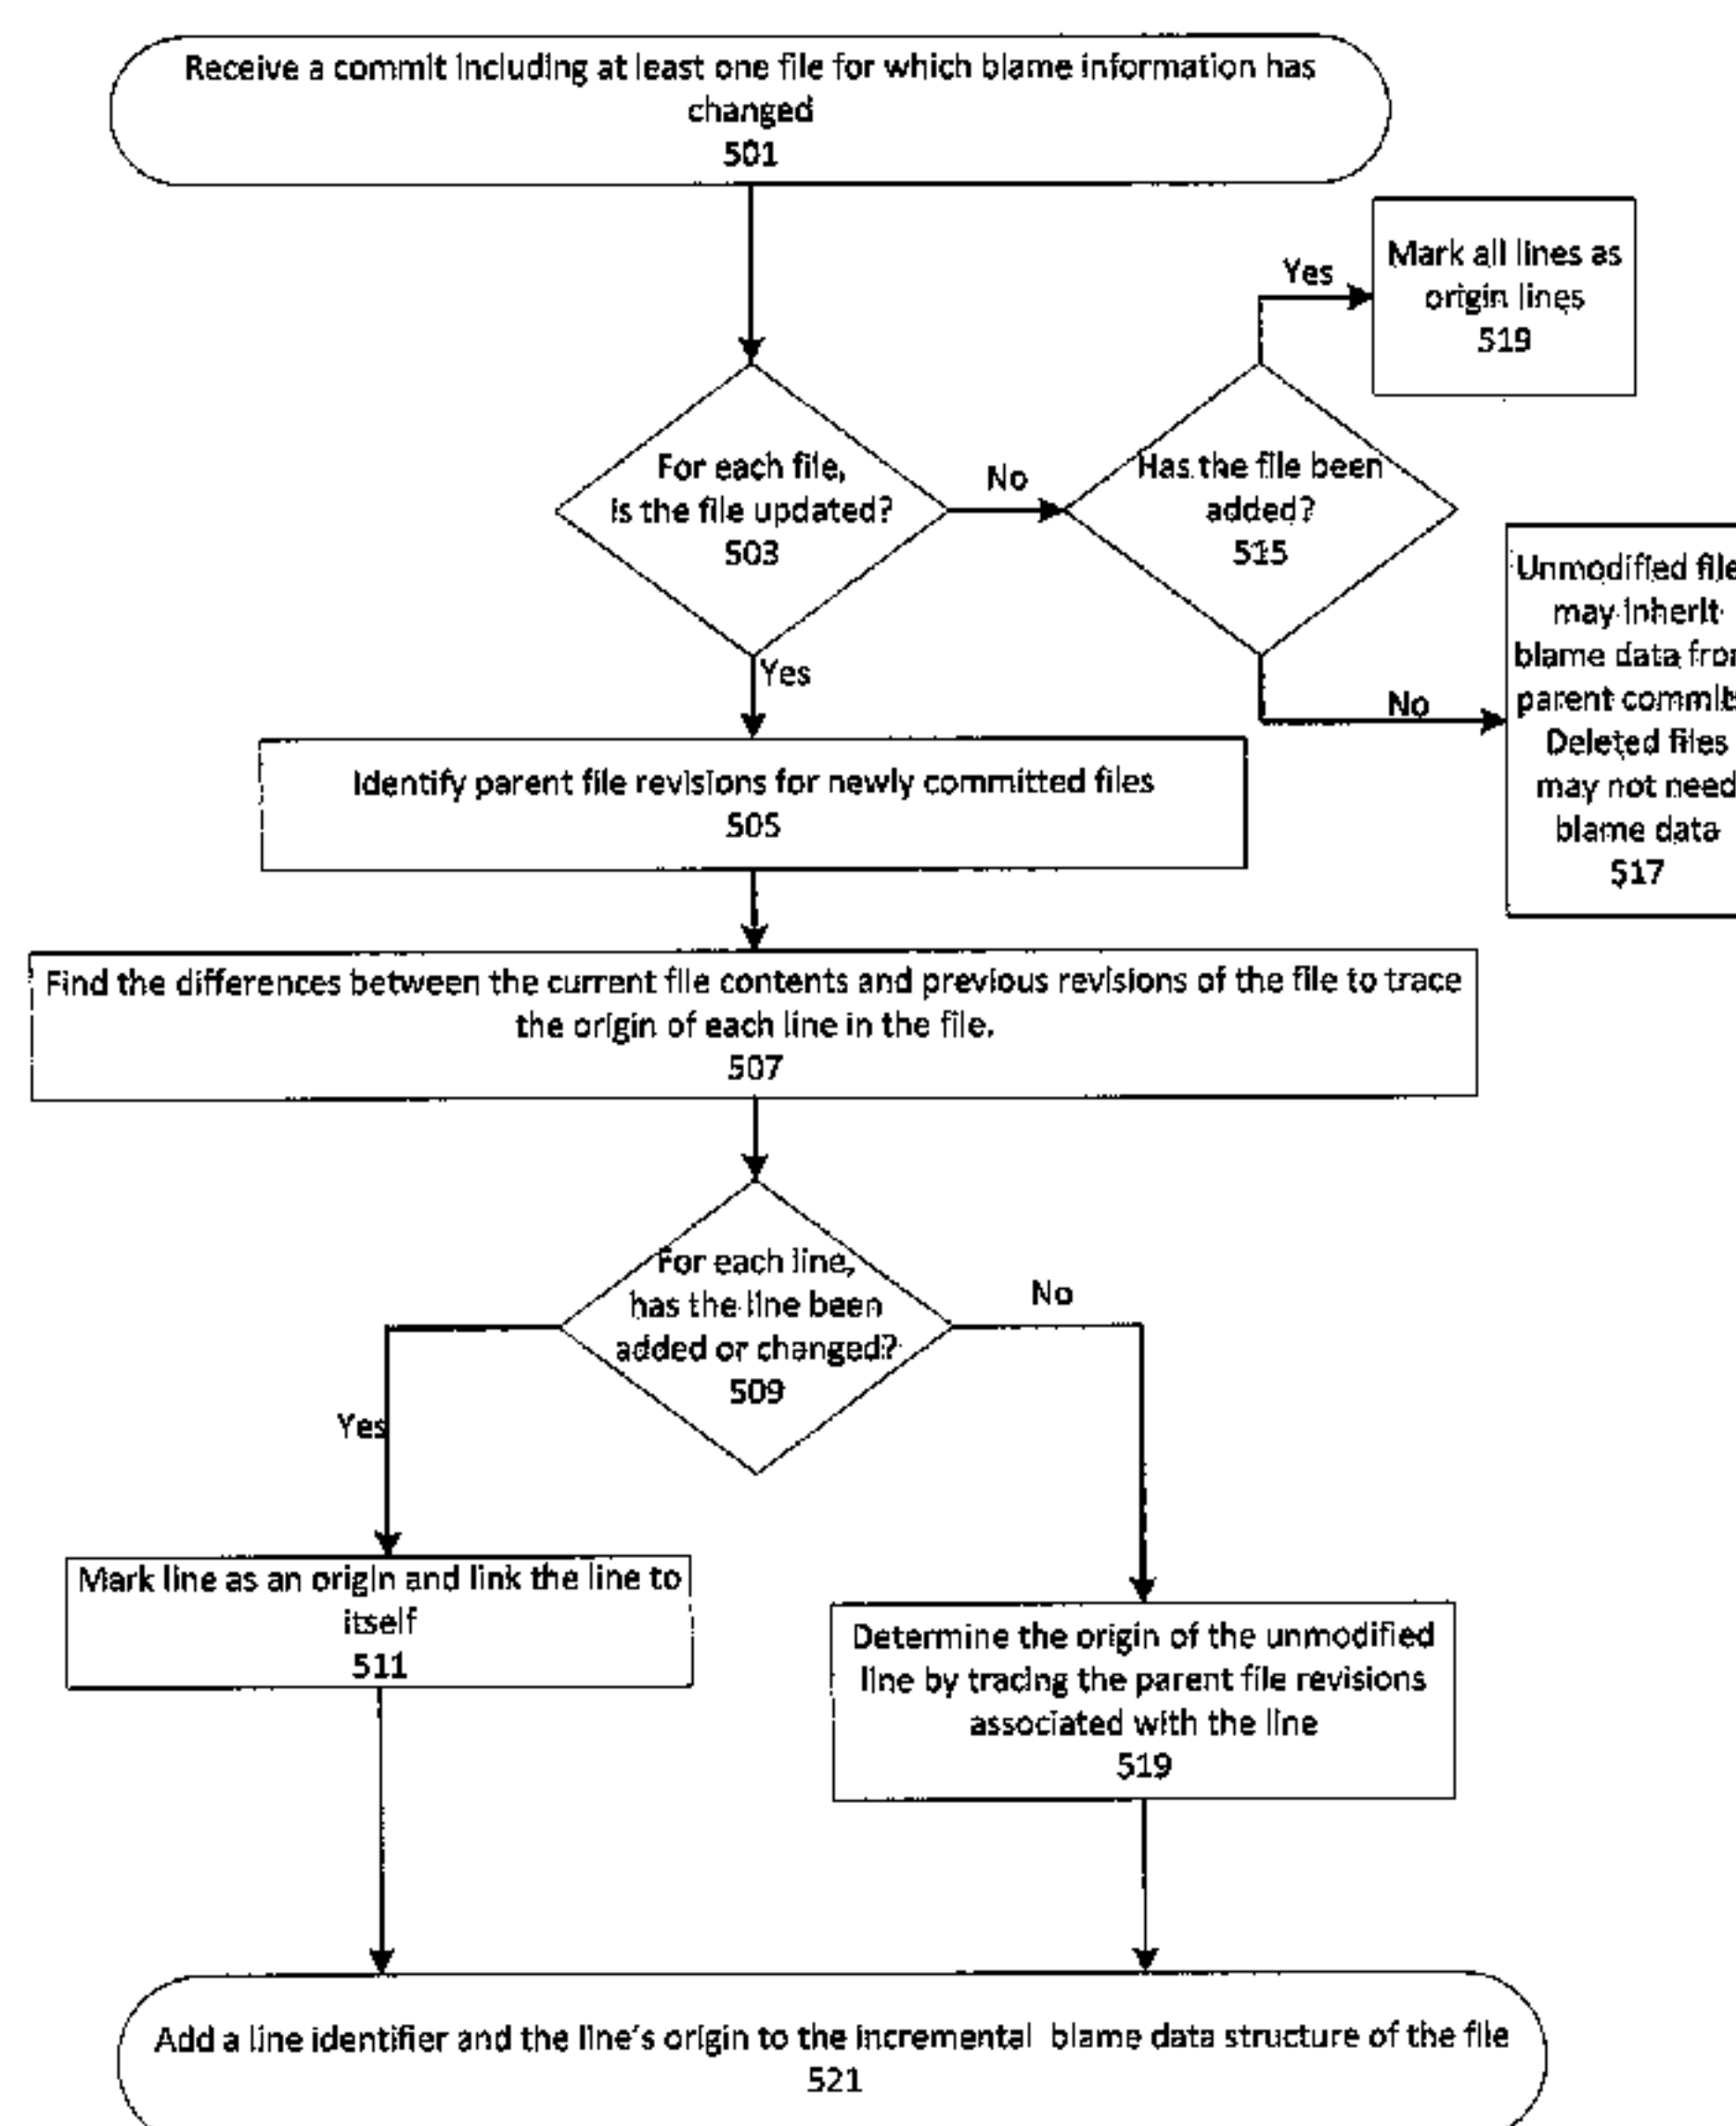 Receive a commit including at least one file for which blame information has
changed
501
Yes
Mark all lines as
origin lines
519
For each file,
is the file updated?
503
No
Has the file been
added?
515
Yes
No
Unmodified file
may inherit
blame data
parent
Deleted files
may not need
blame data
517
Identify parent file revisions for newly committed files
505
Find the differences between the current file contents and previous revisions of the file to trace
the origin of each line in the file.
507
For each line,
has the line been
added or changed?
509
No
Yes
Mark line as an origin and link the line to
itself
511
Determine the origin of the unmodified
line by tracing the parent file revisions
associated with the line
519
Add a line identifier and the line's origin to the incremental blame data structure of the file
521